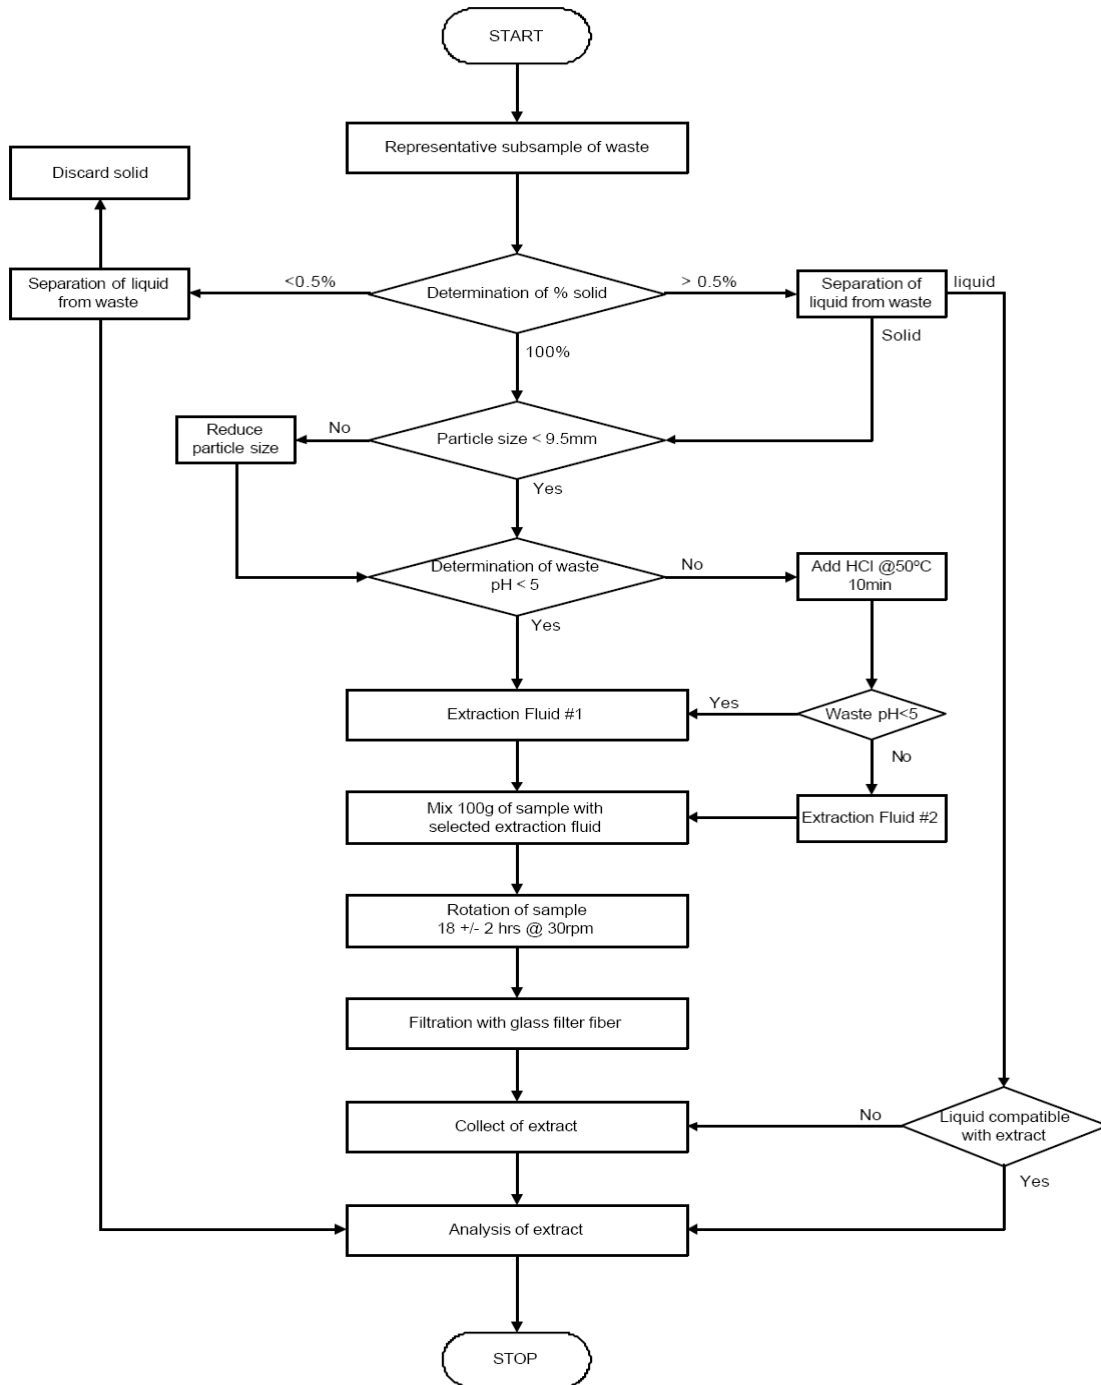 START
Representative subsample of waste
Discard solid
Separation of liquid
from waste
<0.5%
Determination of % solid
> 0.5%
Separation of
liquid from waste
liquid
Solid
100%
Reduce
particle size
No
Particle size < 9.5mm
Yes
Determination of waste
pH < 5
No
Add HCl @50ºC
10min
Yes
Extraction Fluid #1
Yes
Waste pH<5
No
Mix 100g of sample with
selected extraction fluid
Extraction Fluid #2
Rotation of sample
18 +/- 2 hrs @ 30rpm
Filtration with glass filter fiber
Collect of extract
No
Liquid compatible
with extract
Yes
Analysis of extract
STOP